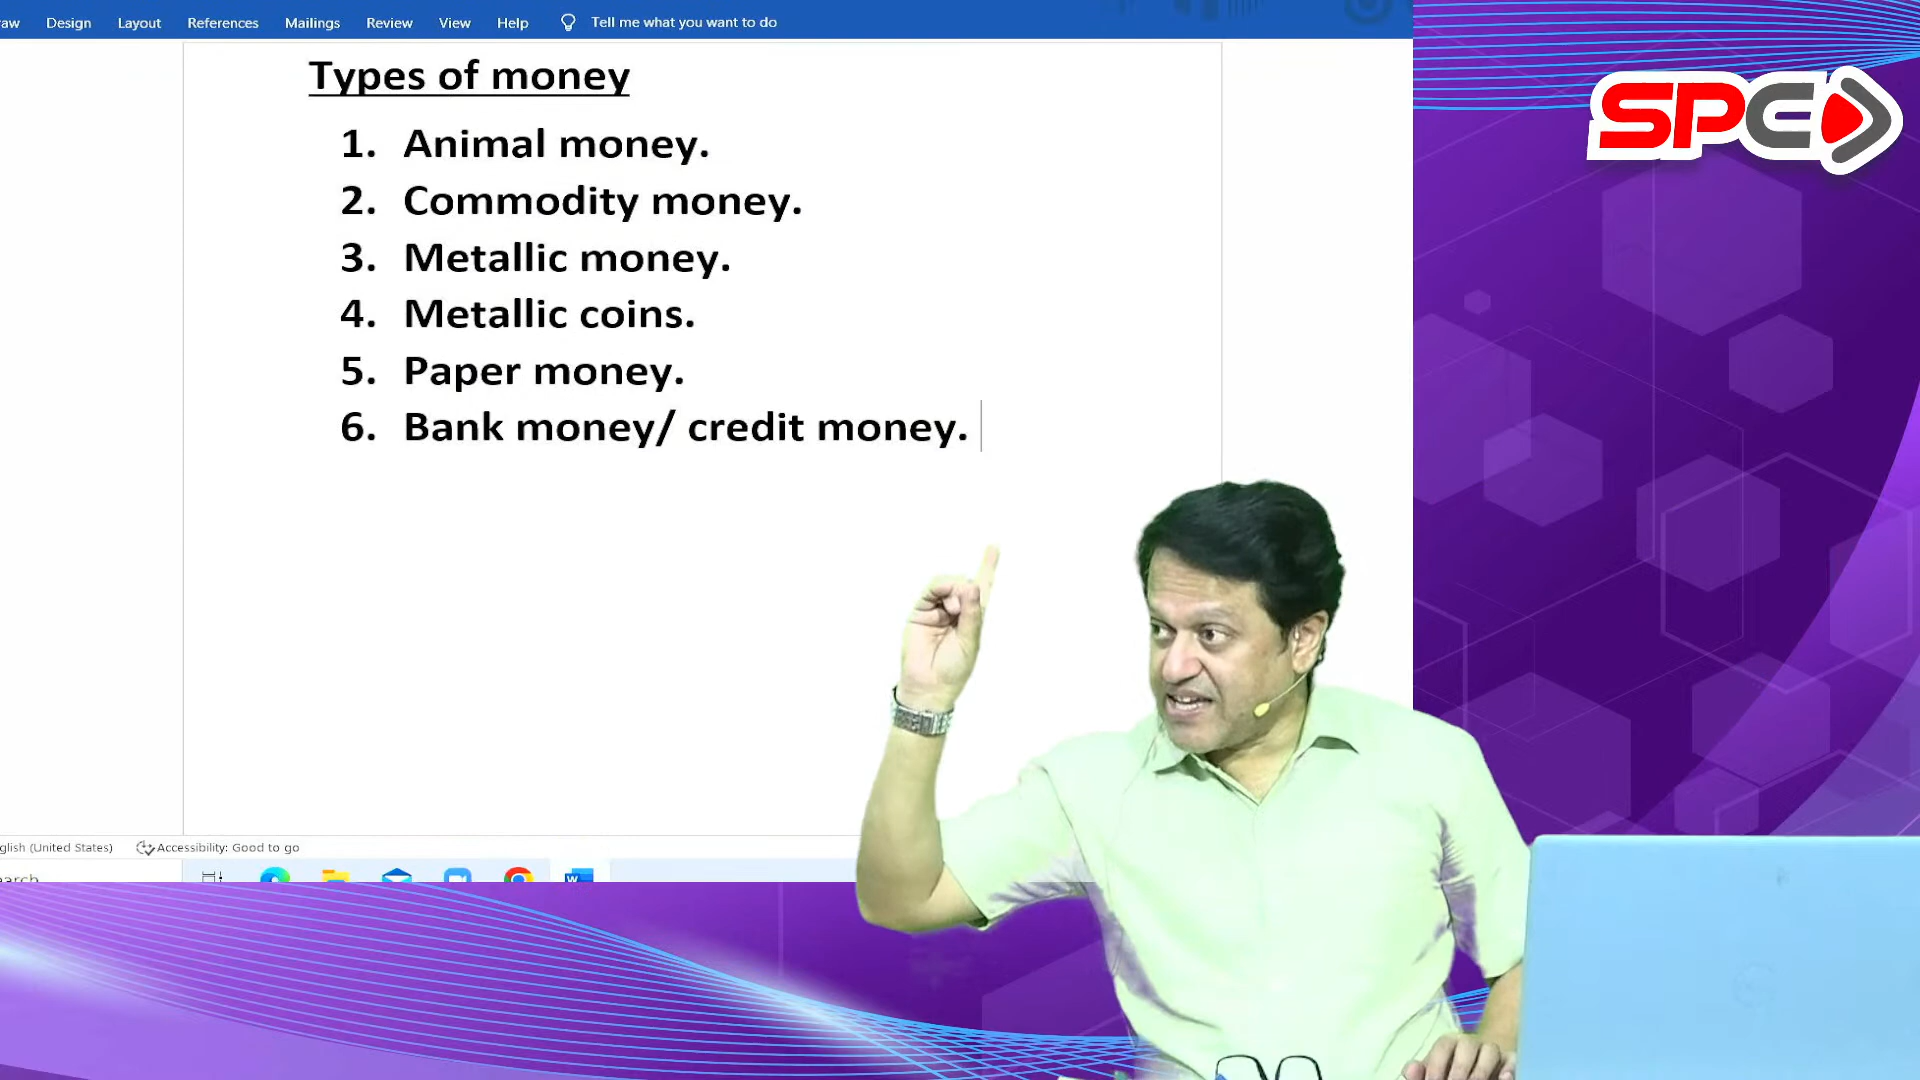 aw Design Layout References Mailings Review View Help Tell me what you want to do
SPE
Types of money
1. Animal money.
2. Commodity money.
3. Metallic money.
4. Metallic coins.
5. Paper money.
6. Bank money/ credit money.
glish (United States) Accessibility: Good to go
earch